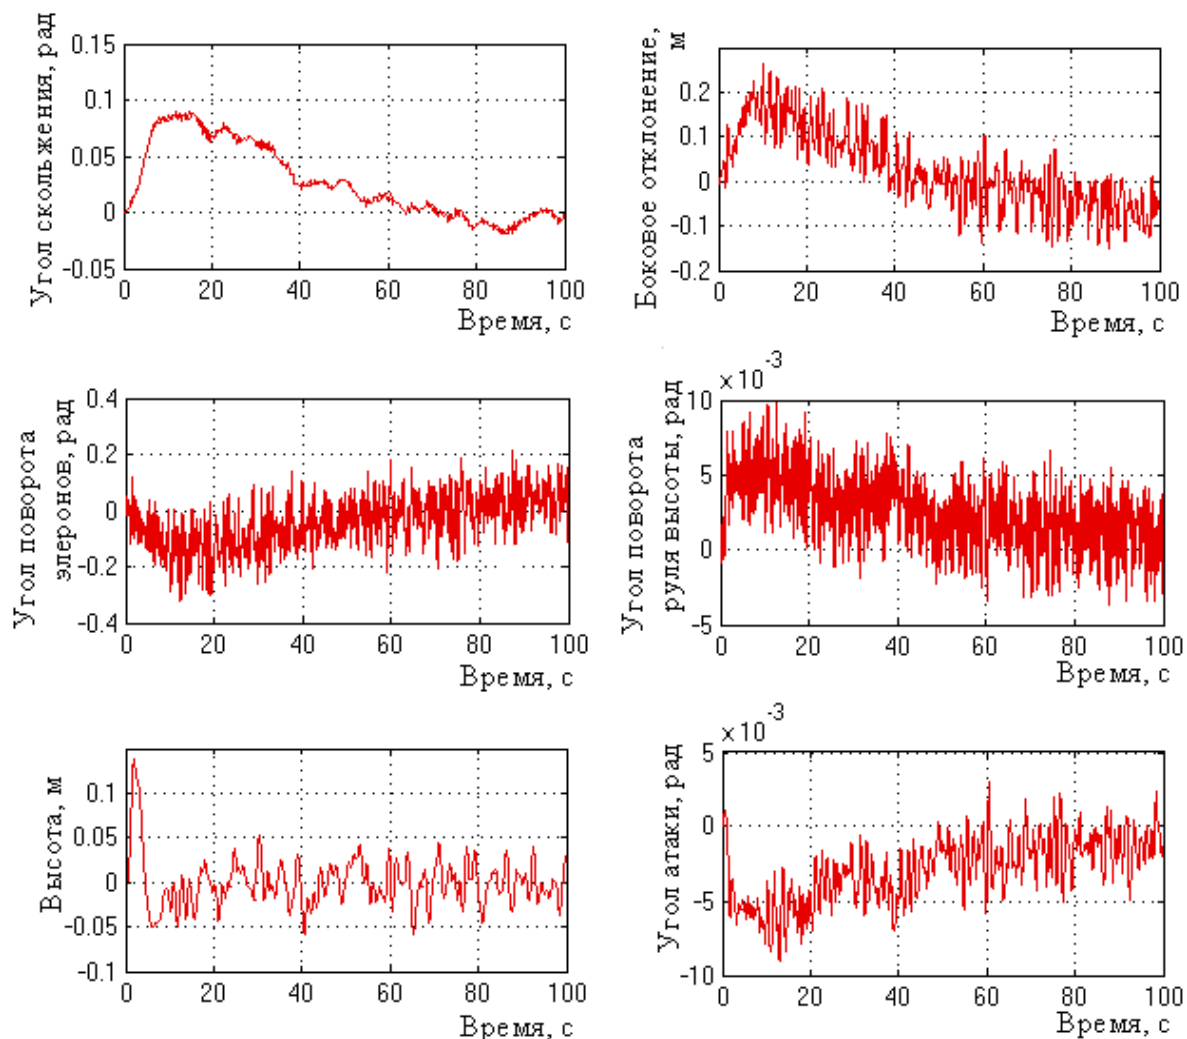 Угол скольжения, рад
0.15
0.1
0.05
0
-0.05
0 20 40 60 80 100
Время, с
Боковое отклонение,
м
0.2
0.1
0
-0.1
-0.2
0 20 40 60 80 100
Время, с
Угол поворота
элеронов, рад
0.4
0.2
0
-0.2
-0.4
0 20 40 60 80 100
Время, с
Угол поворота
руля высоты, рад
×10 -3
10
5
0
-5
0 20 40 60 80 100
Время, с
Высота, м
0.1
0.05
0
-0.05
-0.1
0 20 40 60 80 100
Время, с
Угол атаки, рад
×10 -3
5
0
-5
-10
0 20 40 60 80 100
Время, с